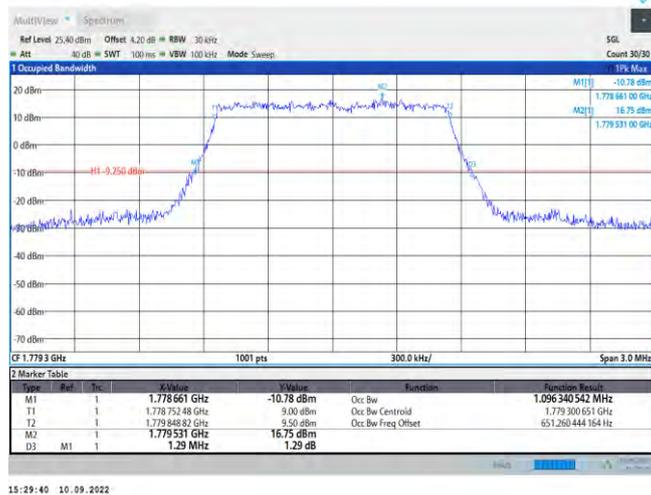 MultiView Spectrum
Ref Level 25.40 dBm Offset 4.20 dB RBW 30 kHz SGL
Att 40 dB SWT 100 ms VBW 100 kHz Mode Sweep Count 30/30
1 Occupied Bandwidth 1Pk Max
M1[1] -10.78 dBm
1.778 661 00 GHz
M2[1] 16.75 dBm
1.779 531 00 GHz
20 dBm
M2
T1 T2
10 dBm
0 dBm
M1 D3
-10 dBm H1 -9.250 dBm
-20 dBm
-30 dBm
-40 dBm
-50 dBm
-60 dBm
-70 dBm
CF 1.779 3 GHz 1001 pts 300.0 kHz/ Span 3.0 MHz
2 Marker Table
Type Ref Trc X-Value Y-Value Function Function Result
M1 1 1.778 661 GHz -10.78 dBm Occ Bw 1.096 340 542 MHz
T1 1 1.778 752 48 GHz 9.00 dBm Occ Bw Centroid 1.779 300 651 GHz
T2 1 1.779 848 82 GHz 9.50 dBm Occ Bw Freq Offset 651.260 444 164 Hz
M2 1 1.779 531 GHz 16.75 dBm
D3 M1 1 1.29 MHz 1.29 dB
15:29:40 10.09.2022